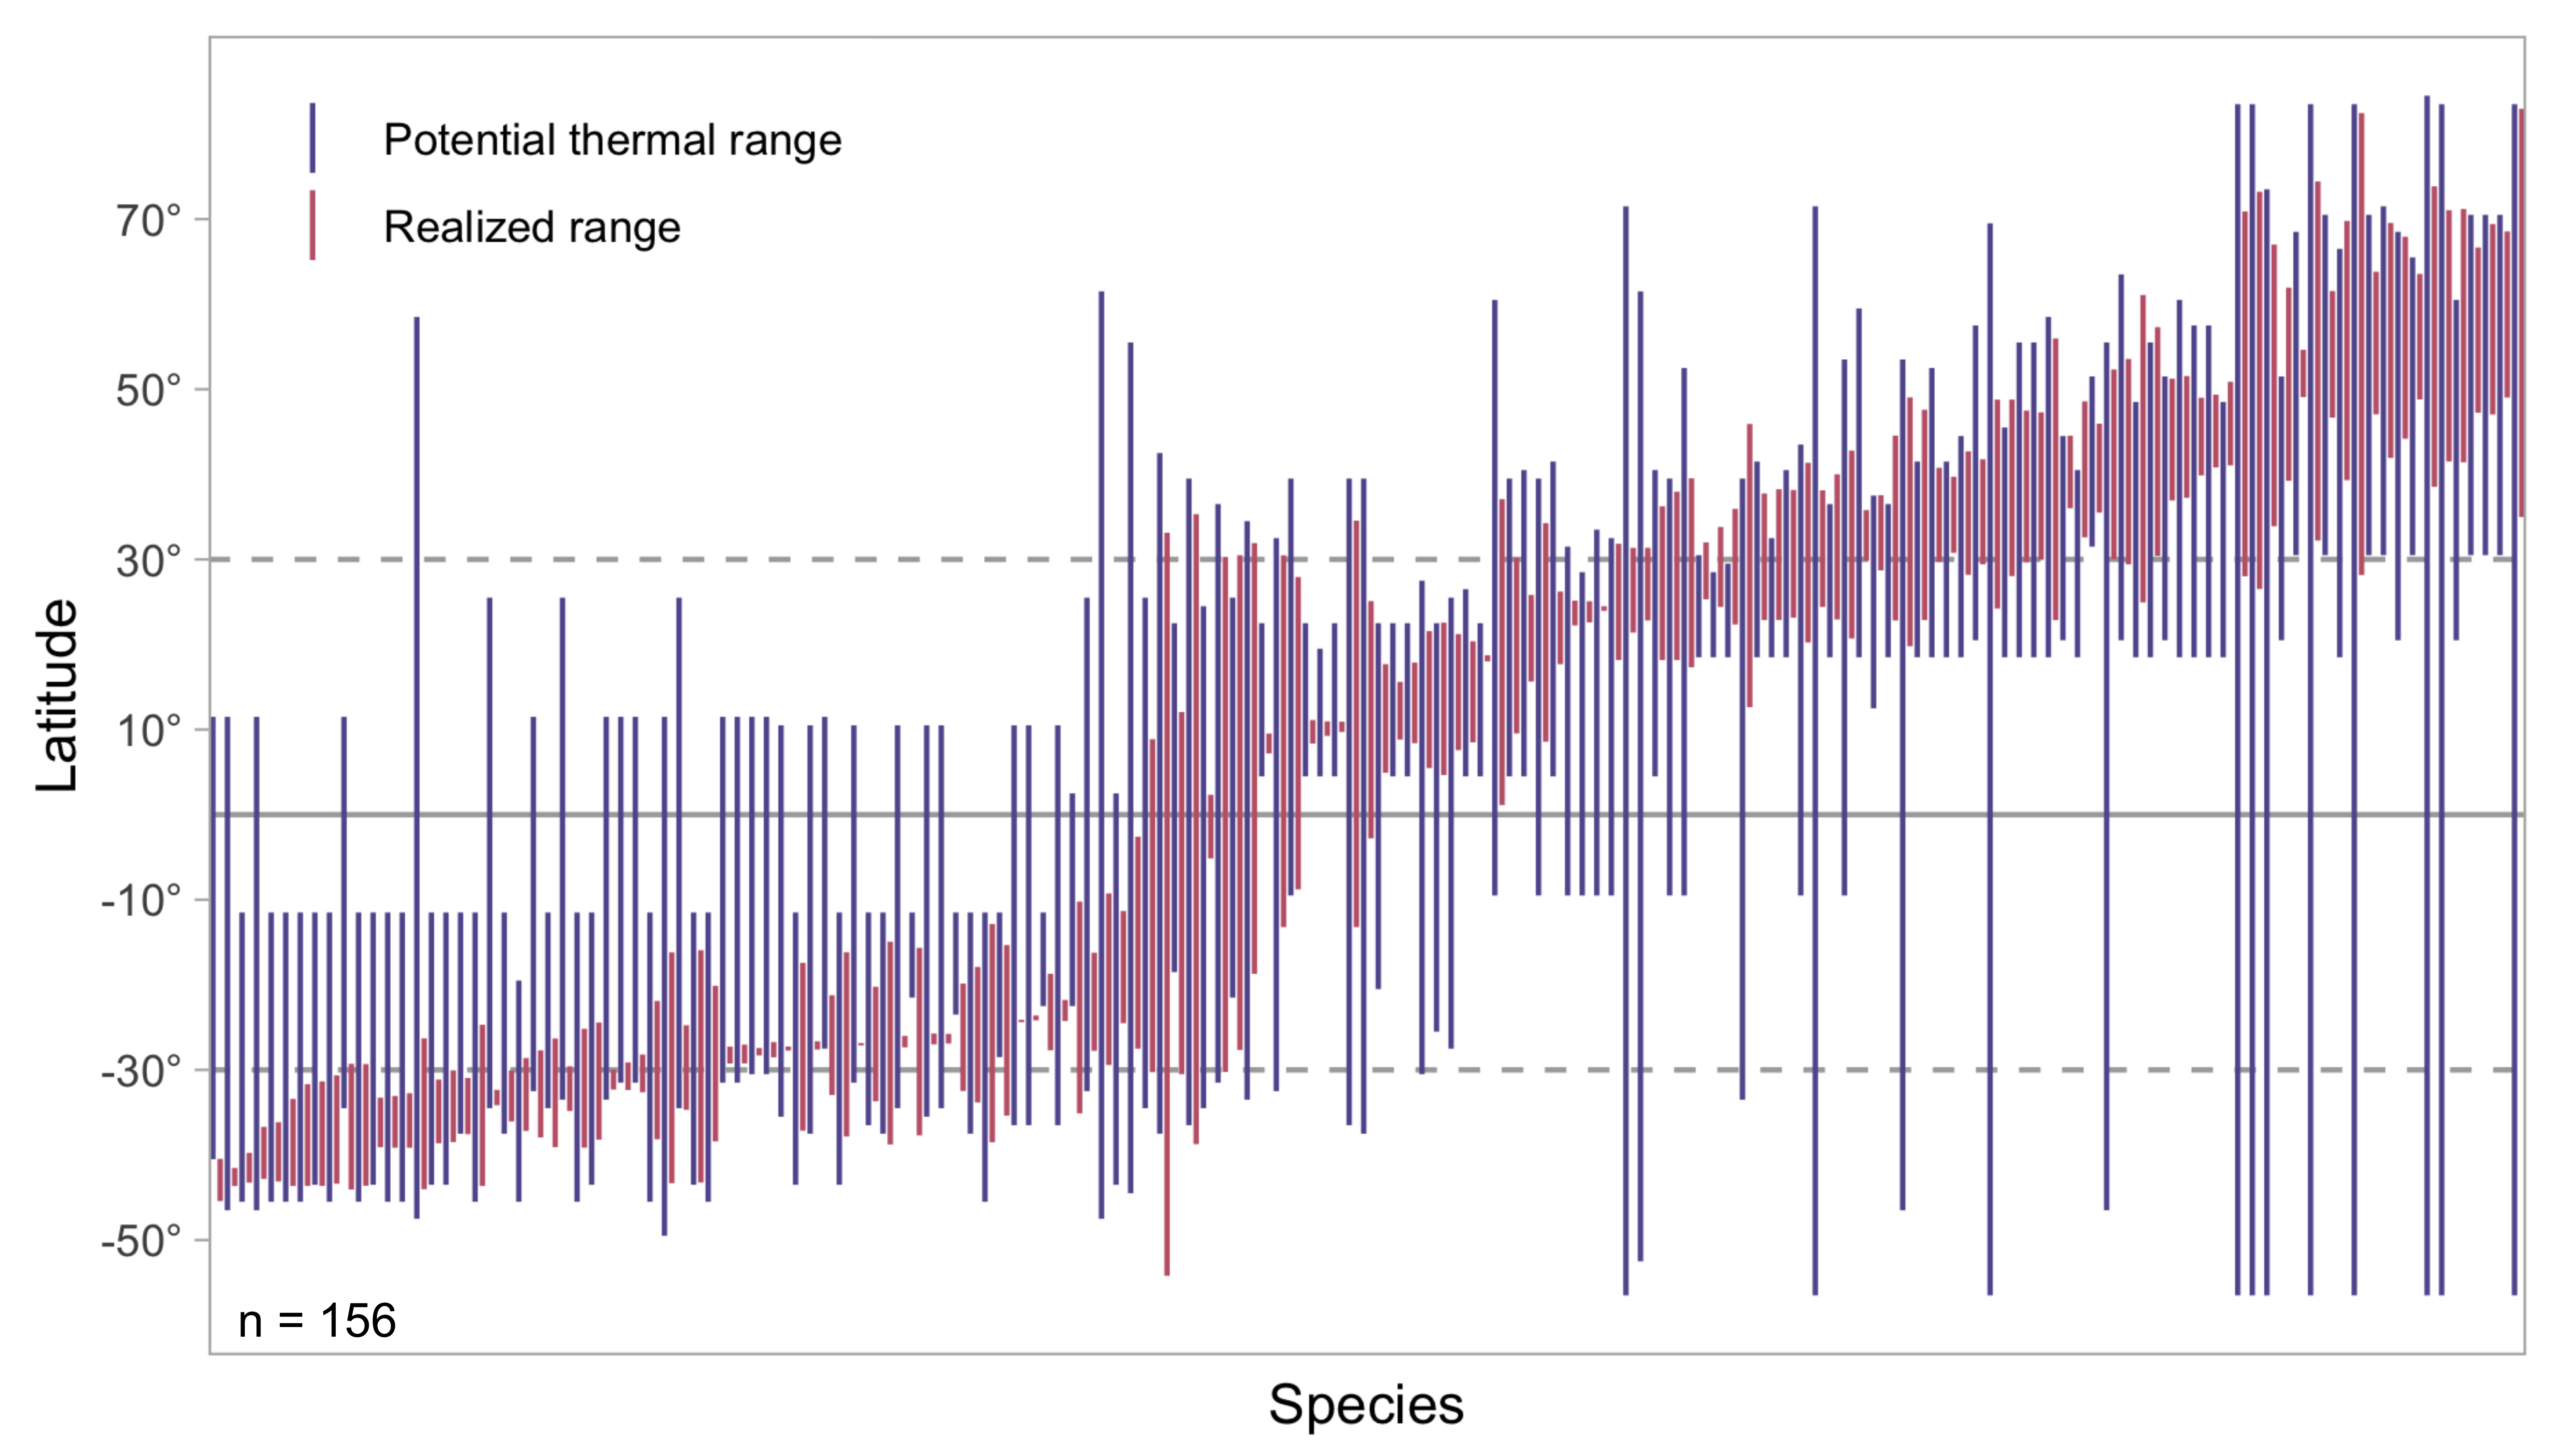 Potential thermal range
Realized range
70°
50°
30°
10°
-10°
-30°
-50°
Latitude
n = 156
Species